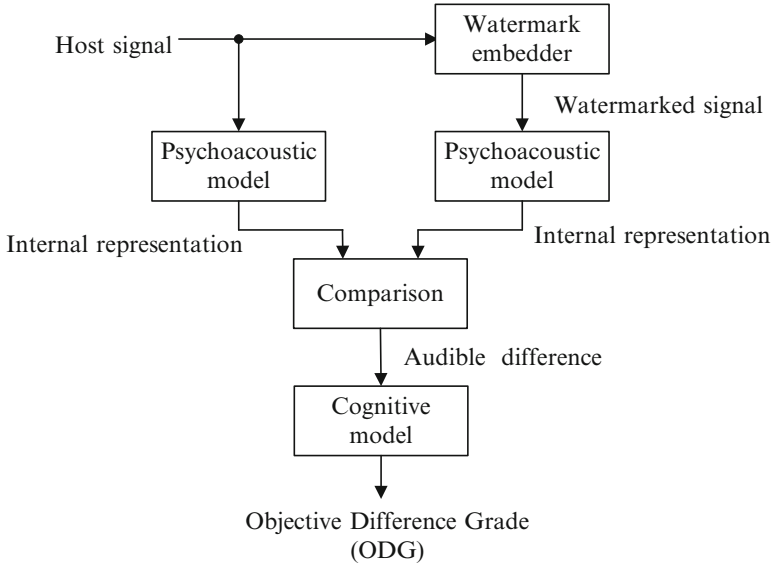 Host signal
Watermark
embedder
Watermarked signal
Psychoacoustic
model
Psychoacoustic
model
Internal representation
Internal representation
Comparison
Audible difference
Cognitive
model
Objective Difference Grade
(ODG)